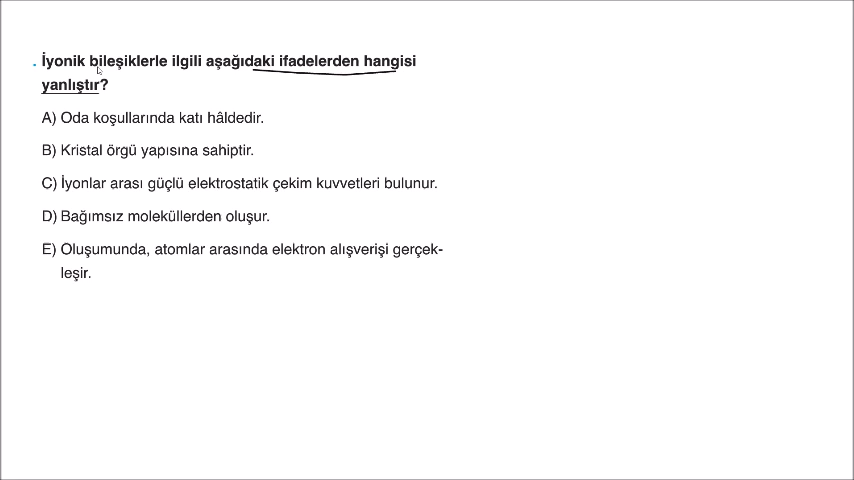 . İyonik bileşiklerle ilgili aşağıdaki ifadelerden hangisi
yanlıştır?
A) Oda koşullarında katı hâldedir.
B) Kristal örgü yapısına sahiptir.
C) İyonlar arası güçlü elektrostatik çekim kuvvetleri bulunur.
D) Bağımsız moleküllerden oluşur.
E) Oluşumunda, atomlar arasında elektron alışverişi gerçek-
leşir.